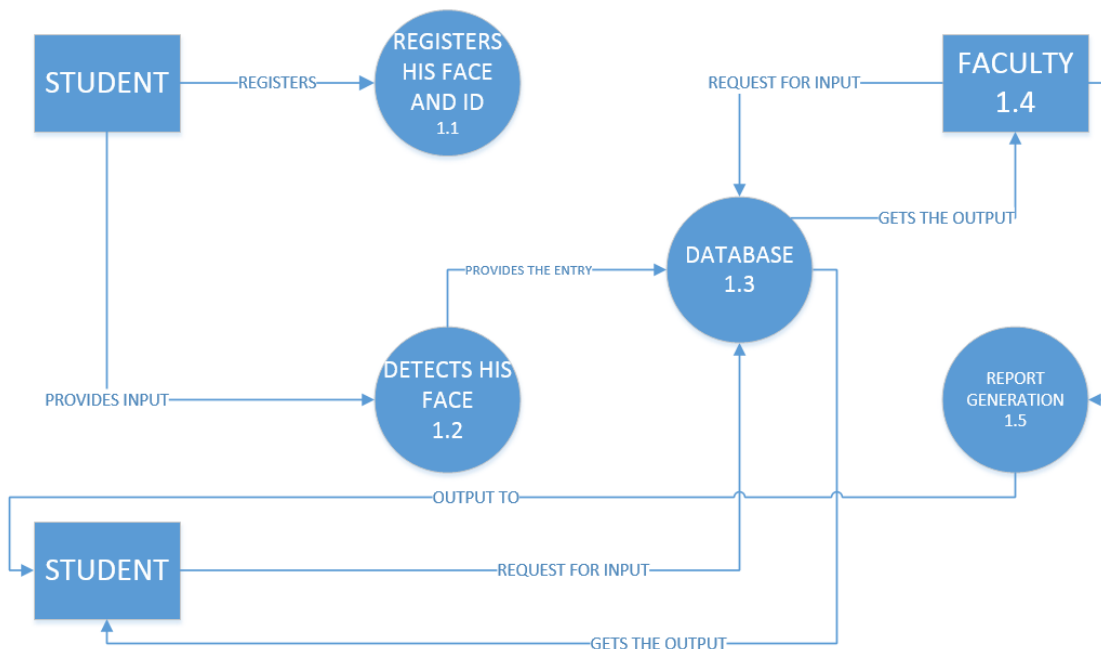 STUDENT
REGISTERS
REGISTERS
HIS FACE
AND ID
1.1
REQUEST FOR INPUT
FACULTY
1.4
GETS THE OUTPUT
DATABASE
1.3
PROVIDES THE ENTRY
PROVIDES INPUT
DETECTS HIS
FACE
1.2
REPORT
GENERATION
1.5
OUTPUT TO
STUDENT
REQUEST FOR INPUT
GETS THE OUTPUT